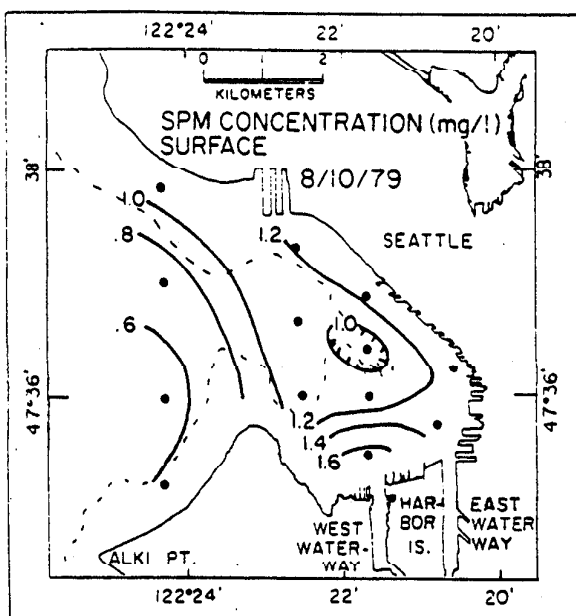 122°24' 22' 20'
0 2
KILOMETERS
SPM CONCENTRATION (mg/l)
SURFACE
8/10/79
38' 38'
1.0
.8
1.2
SEATTLE
.6
1.0
47°36' 36'
1.2
1.4
1.6
WEST
WATER-
WAY
HAR-
BOR
IS.
EAST
WATER
WAY
ALKI PT.
122°24' 22' 20'